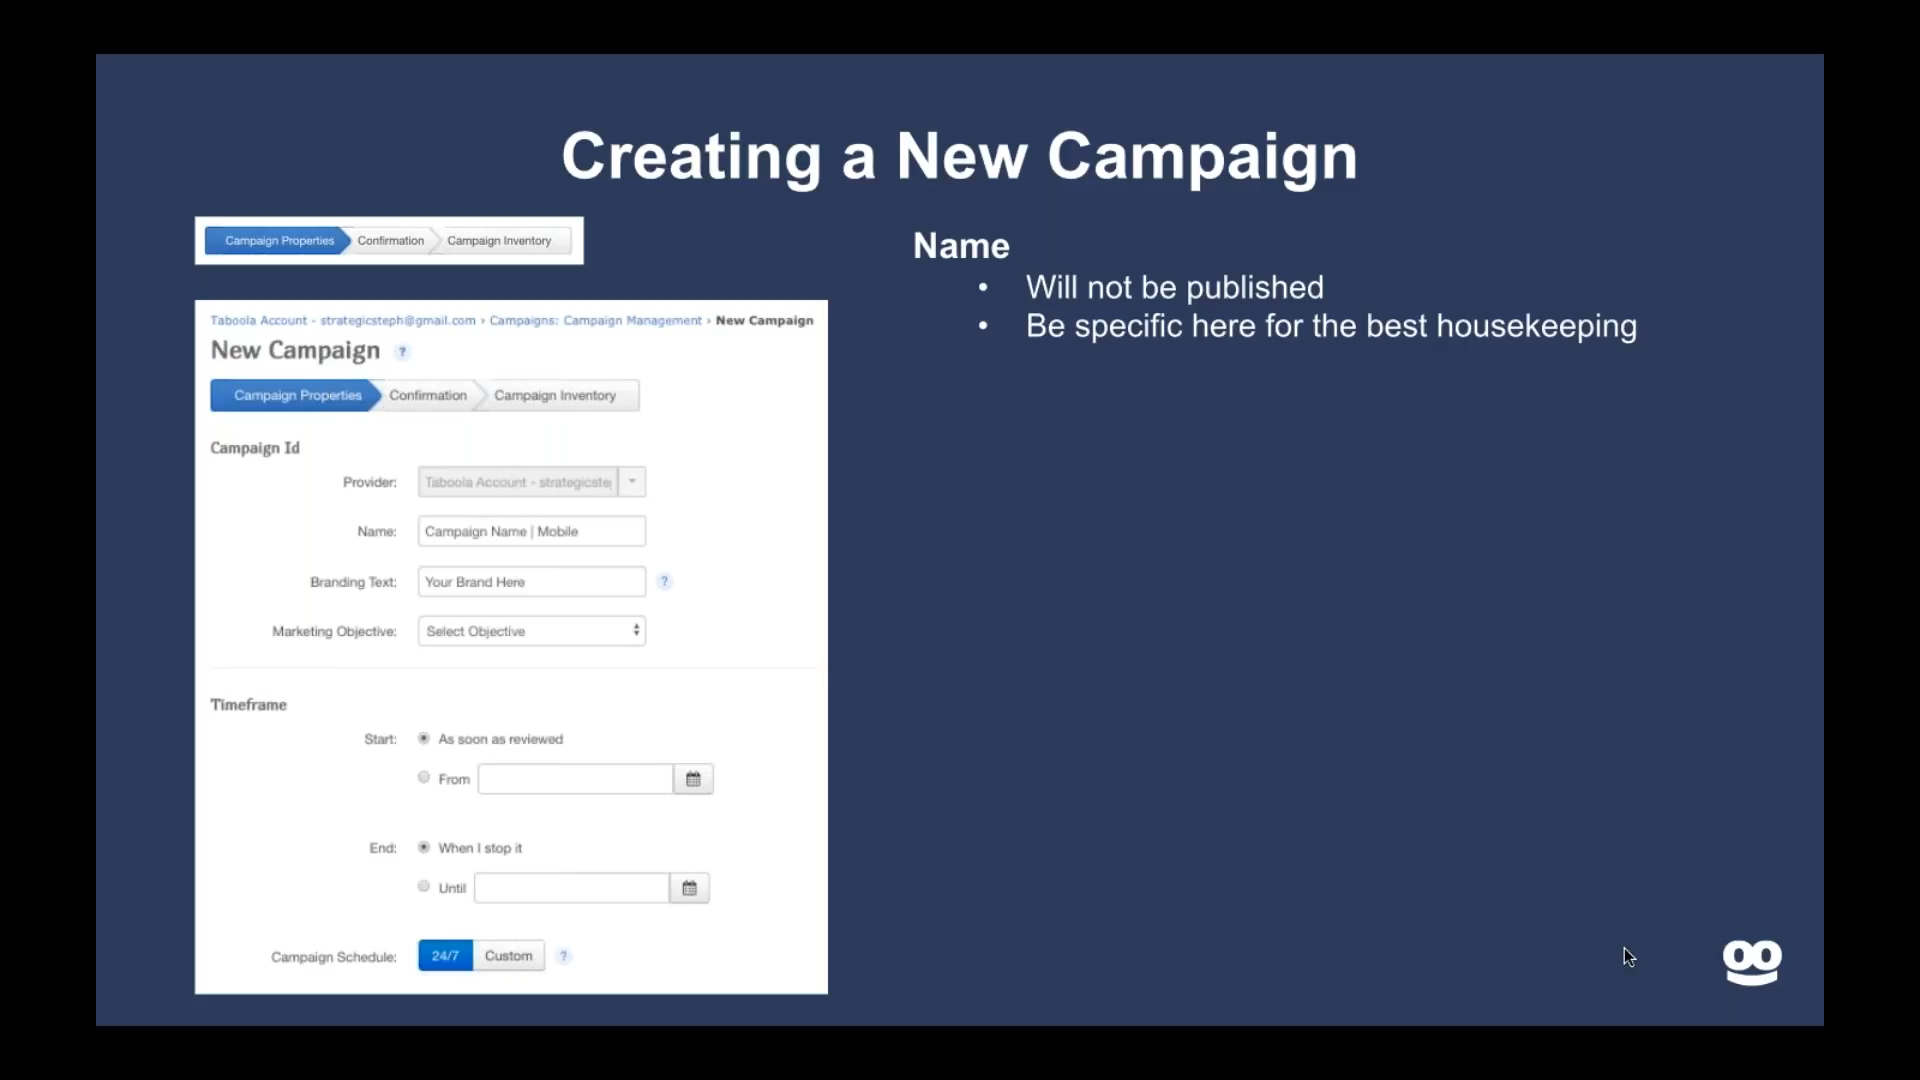 Creating a New Campaign
Campaign Properties Confirmation Campaign Inventory
Name
• Will not be published
• Be specific here for the best housekeeping
Taboola Account - strategicsteph@gmail.com › Campaigns: Campaign Management › New Campaign
New Campaign ?
Campaign Properties Confirmation Campaign Inventory
Campaign Id
Provider: Taboola Account - strategicste
Name: Campaign Name | Mobile
Branding Text: Your Brand Here ?
Marketing Objective: Select Objective
Timeframe
Start: As soon as reviewed
From
End: When I stop it
Until
Campaign Schedule: 24/7 Custom ?